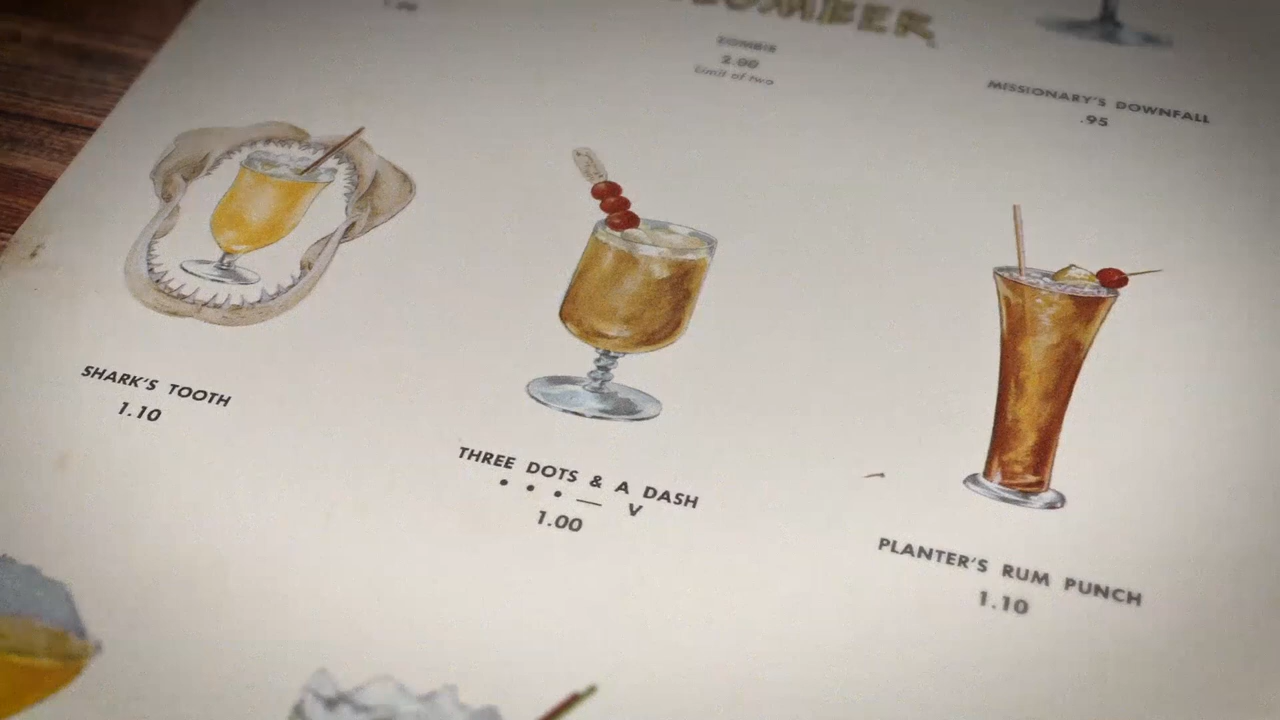 ZOMBIE
2.00
Limit of two
MISSIONARY'S DOWNFALL
.95
SHARK'S TOOTH
1.10
THREE DOTS & A DASH
• • • — V
1.00
PLANTER'S RUM PUNCH
1.10